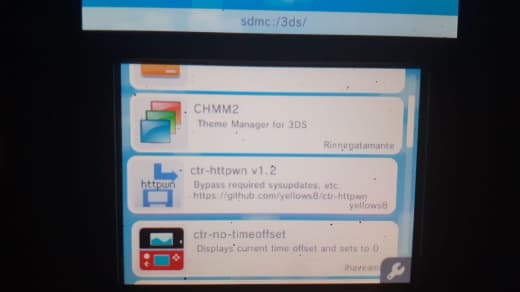 sdmc:/3ds/
CHMM2
Theme Manager for 3DS
Rinnegatamante
httpwn
ctr-httpwn v1.2
Bypass required sysupdates, etc.
https://github.com/yellows8/ctr-httpwn
yellows8
ctr-no-timeoffset
Displays current time offset and sets to 0
ihaveam